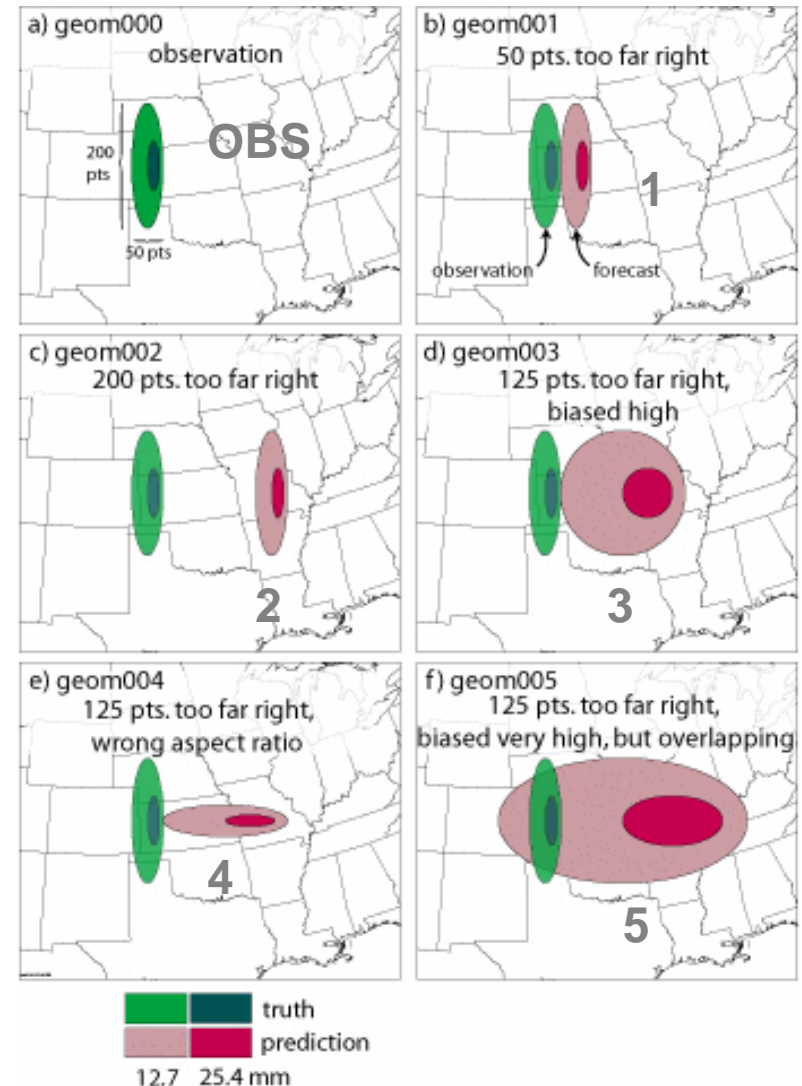 a) geom000
observation
OBS
200
pts
50 pts
b) geom001
50 pts. too far right
1
observation
forecast
c) geom002
200 pts. too far right
2
d) geom003
125 pts. too far right,
biased high
3
e) geom004
125 pts. too far right,
wrong aspect ratio
4
f) geom005
125 pts. too far right,
biased very high, but overlapping
5
truth
prediction
12.7 25.4 mm